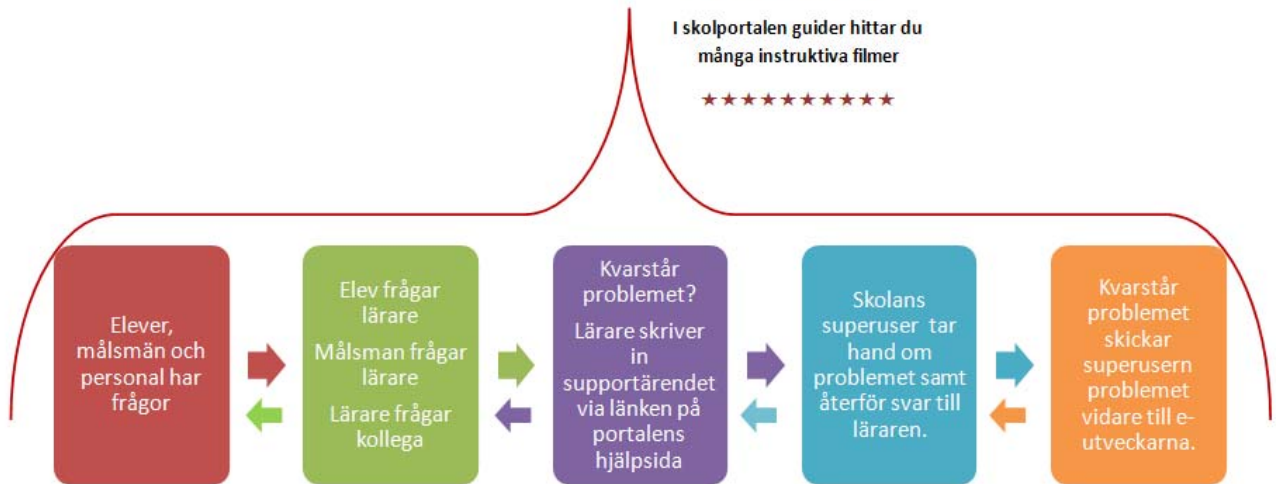 I skolportalen guider hittar du
många instruktiva filmer
Elever,
målsmän och
personal har
frågor
Elev frågar
lärare
Målsman frågar
lärare
Lärare frågar
kollega
Kvarstår
problemet?
Lärare skriver
in
supportärendet
via länken på
portalens
hjälpsida
Skolans
superuser tar
hand om
problemet samt
återför svar till
läraren.
Kvarstår
problemet
skickar
superusern
problemet
vidare till e-
utveckarna.